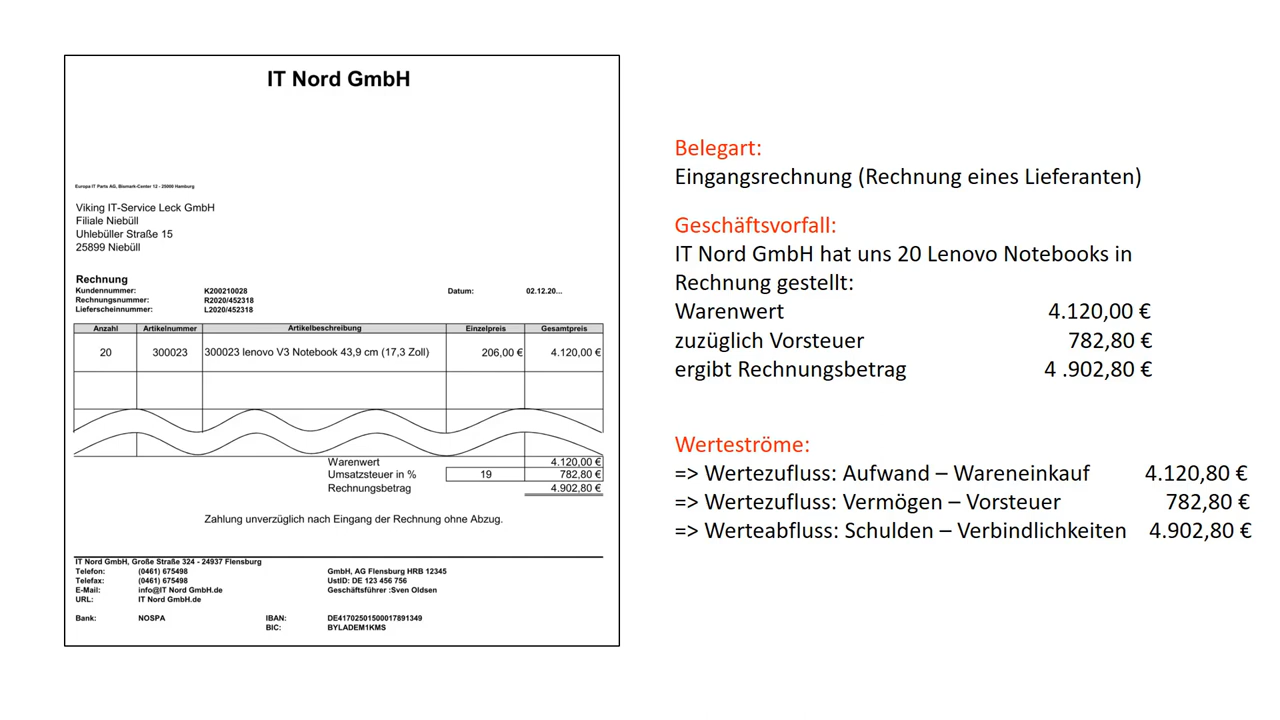 IT Nord GmbH
Europa IT Parts AG, Bismark-Center 12 - 25000 Hamburg
Viking IT-Service Leck GmbH
Filiale Niebüll
Uhlebüller Straße 15
25899 Niebüll
Rechnung
Kundennummer: K200210028 Datum: 02.12.20...
Rechnungsnummer: R2020/452318
Lieferscheinnummer: L2020/452318
Anzahl Artikelnummer Artikelbeschreibung Einzelpreis Gesamtpreis
20 300023 300023 lenovo V3 Notebook 43,9 cm (17,3 Zoll) 206,00 € 4.120,00 €
Warenwert 4.120,00 €
Umsatzsteuer in % 19 782,80 €
Rechnungsbetrag 4.902,80 €
Zahlung unverzüglich nach Eingang der Rechnung ohne Abzug.
IT Nord GmbH, Große Straße 324 - 24937 Flensburg
Telefon: (0461) 675498 GmbH, AG Flensburg HRB 12345
Telefax: (0461) 675498 UstID: DE 123 456 756
E-Mail: info@IT Nord GmbH.de Geschäftsführer :Sven Oldsen
URL: IT Nord GmbH.de
Bank: NOSPA IBAN: DE41702501500017891349
BIC: BYLADEM1KMS
Belegart:
Eingangsrechnung (Rechnung eines Lieferanten)
Geschäftsvorfall:
IT Nord GmbH hat uns 20 Lenovo Notebooks in
Rechnung gestellt:
Warenwert 4.120,00 €
zuzüglich Vorsteuer 782,80 €
ergibt Rechnungsbetrag 4 .902,80 €
Werteströme:
=> Wertezufluss: Aufwand – Wareneinkauf 4.120,80 €
=> Wertezufluss: Vermögen – Vorsteuer 782,80 €
=> Werteabfluss: Schulden – Verbindlichkeiten 4.902,80 €